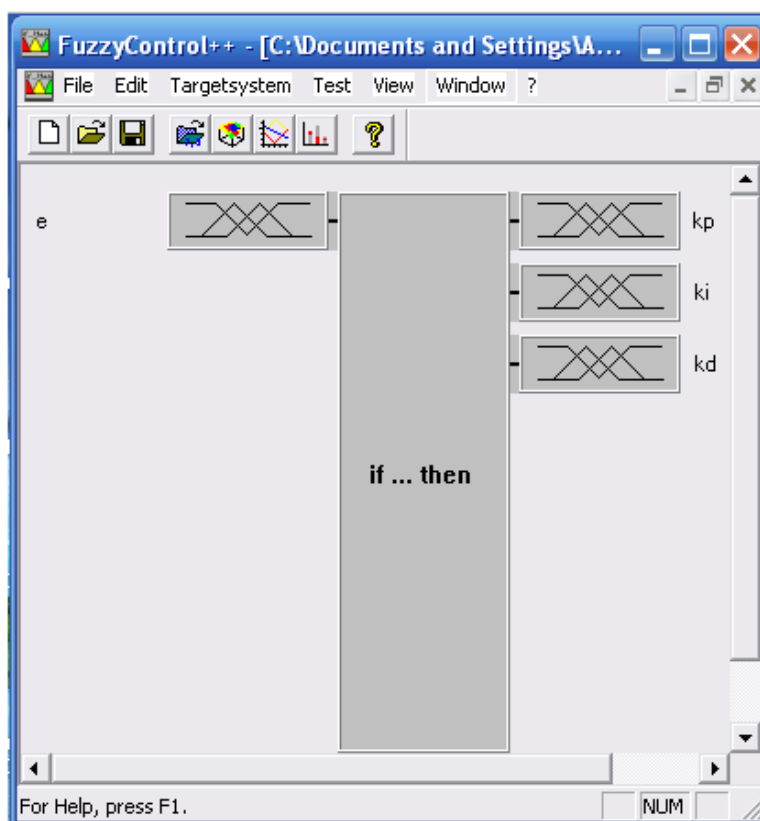 FuzzyControl++ - [C:\Documents and Settings\A...
File Edit Targetsystem Test View Window ?
e
kp
ki
kd
if ... then
For Help, press F1.
NUM